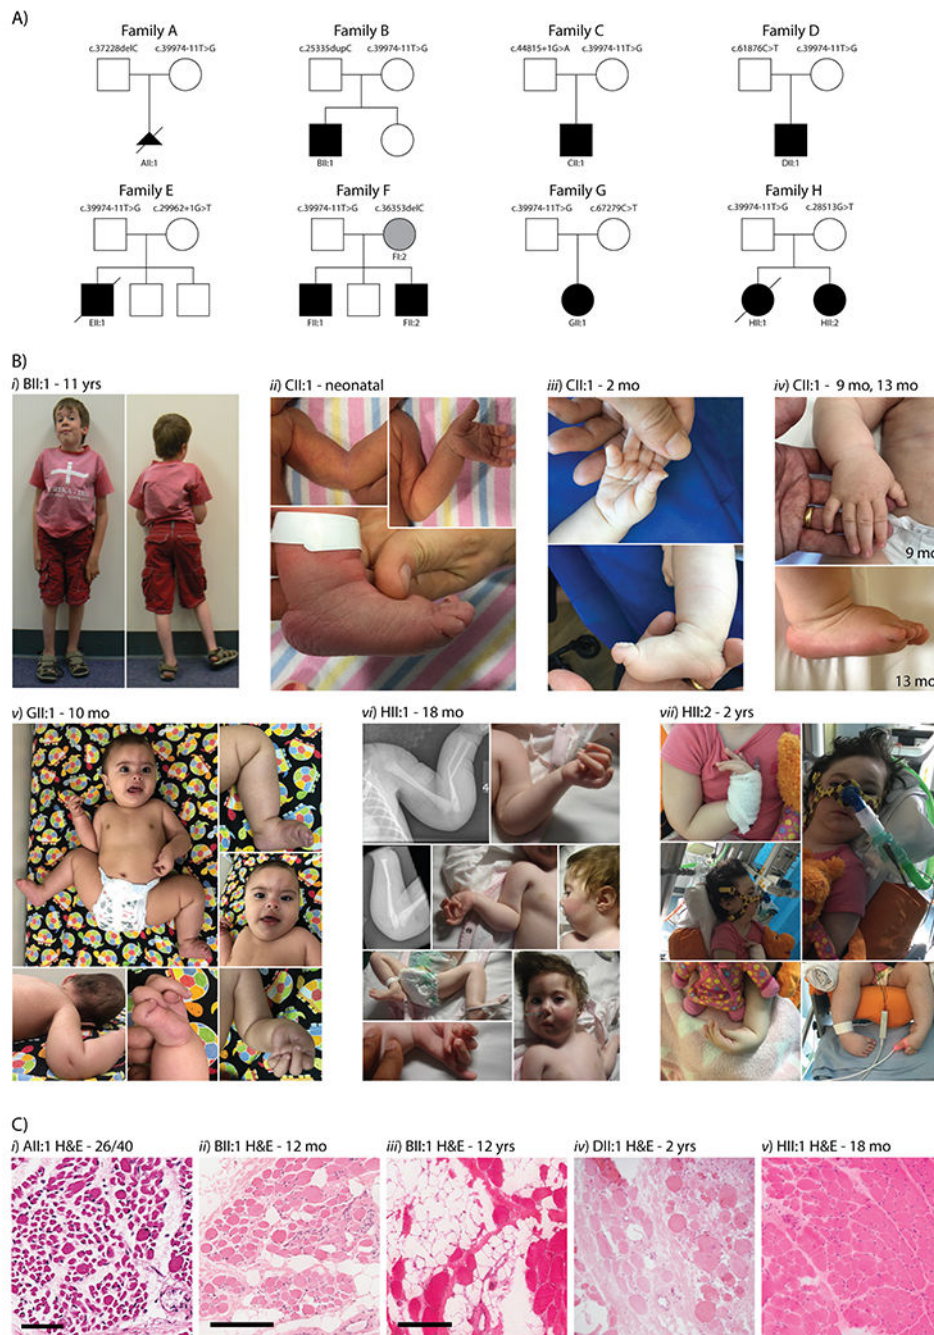 A)
Family A
c.37228delC c.39974-11T>G
AII:1
Family B
c.25335dupC c.39974-11T>G
BII:1
Family C
c.44815+1G>A c.39974-11T>G
CII:1
Family D
c.61876C>T c.39974-11T>G
DII:1
Family E
c.39974-11T>G c.29962+1G>T
EII:1
Family F
c.39974-11T>G c.36353delC
FI:2
FII:1 FII:2
Family G
c.39974-11T>G c.67279C>T
GII:1
Family H
c.39974-11T>G c.28513G>T
HII:1 HII:2
B)
i) BII:1 - 11 yrs
ii) CII:1 - neonatal
iii) CII:1 - 2 mo
iv) CII:1 - 9 mo, 13 mo
9 mo
13 mo
v) GII:1 - 10 mo
vi) HII:1 - 18 mo
4
vii) HII:2 - 2 yrs
C)
i) AII:1 H&E - 26/40
ii) BII:1 H&E - 12 mo
iii) BII:1 H&E - 12 yrs
iv) DII:1 H&E - 2 yrs
v) HII:1 H&E - 18 mo